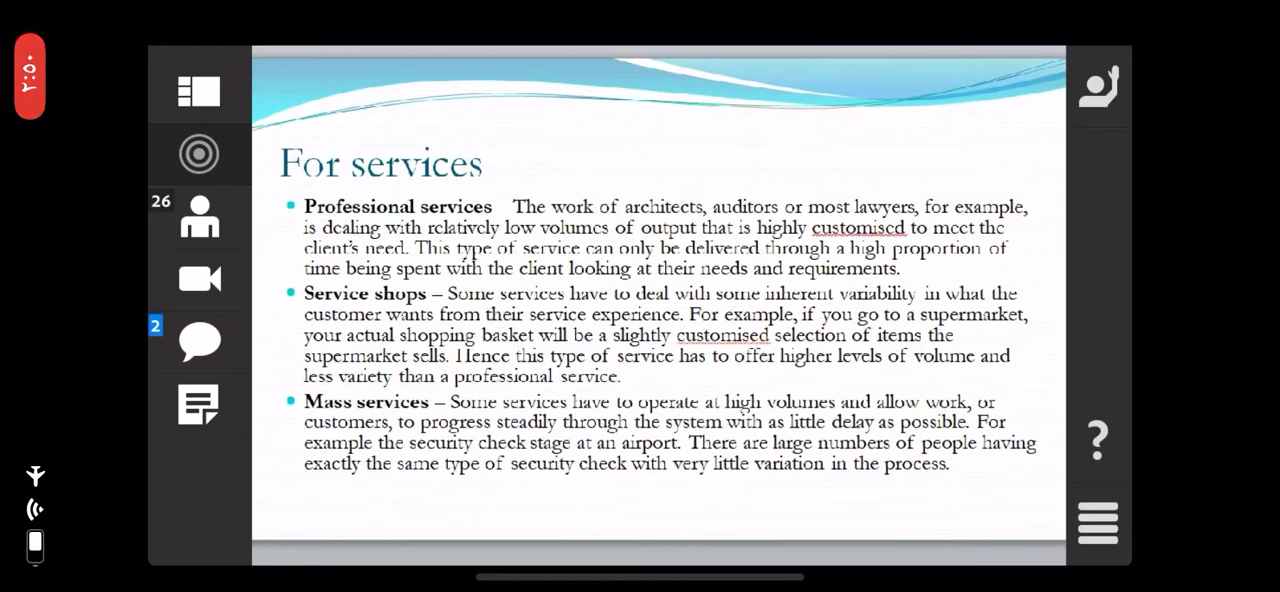 ٢:٥٠
26
2
For services
Professional services The work of architects, auditors or most lawyers, for example,
is dealing with relatively low volumes of output that is highly customised to meet the
client's need. This type of service can only be delivered through a high proportion of
time being spent with the client looking at their needs and requirements.
Service shops – Some services have to deal with some inherent variability in what the
customer wants from their service experience. For example, if you go to a supermarket,
your actual shopping basket will be a slightly customised selection of items the
supermarket sells. Hence this type of service has to offer higher levels of volume and
less variety than a professional service.
Mass services – Some services have to operate at high volumes and allow work, or
customers, to progress steadily through the system with as little delay as possible. For
example the security check stage at an airport. There are large numbers of people having
exactly the same type of security check with very little variation in the process.
?